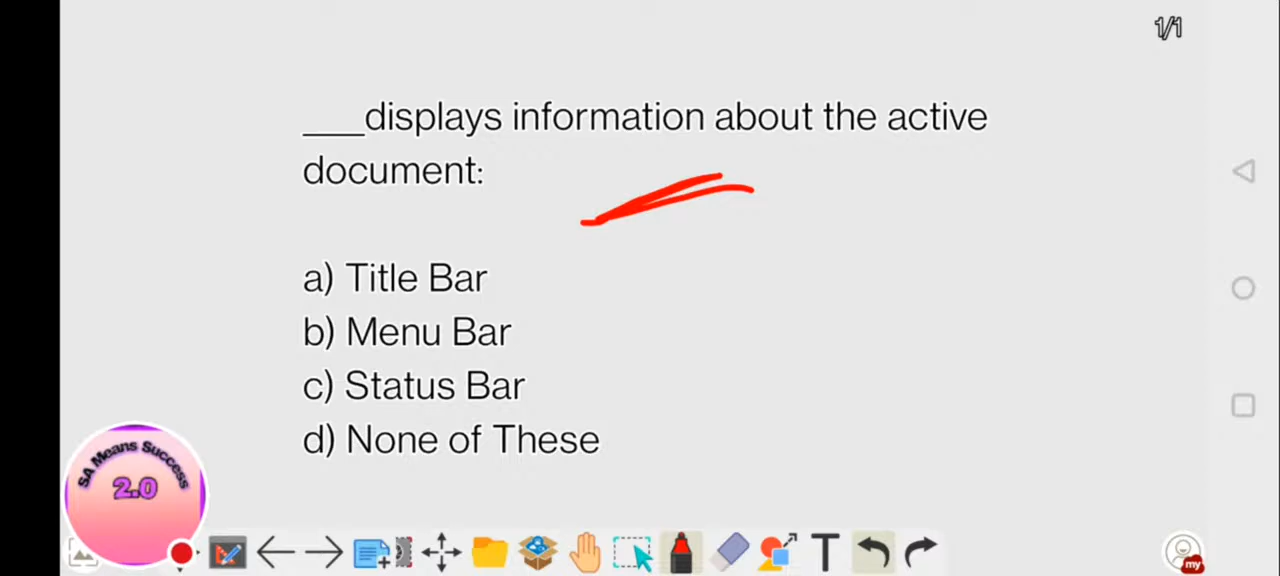 1/1
___displays information about the active
document:
a) Title Bar
b) Menu Bar
c) Status Bar
d) None of These
SA Means Success
2.0
T
my